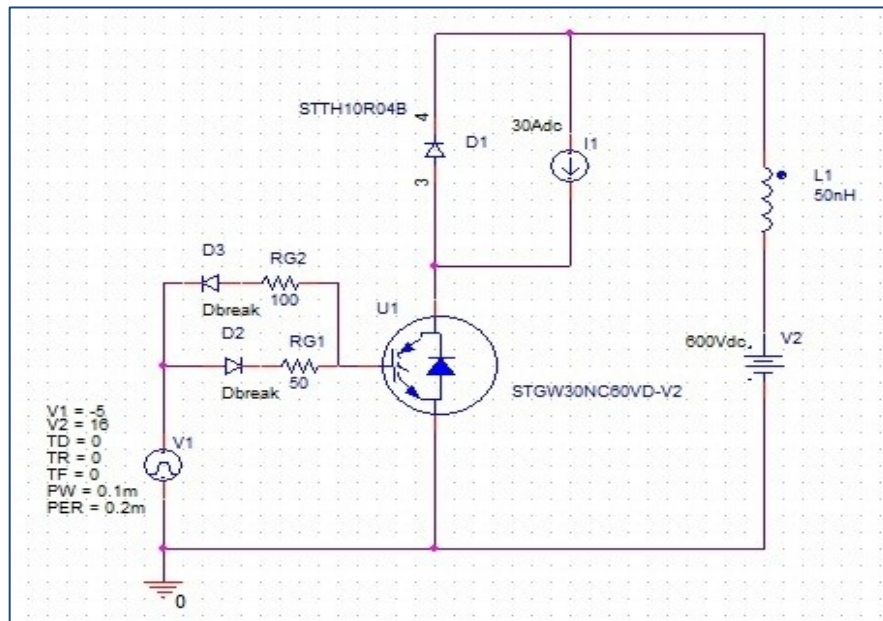 STTH10R04B
4
D1
3
30Adc
I1
L1
50nH
D3
RG2
Dbreak
100
D2
RG1
Dbreak
50
U1
STGW30NC60VD-V2
600Vdc
V2
V1 = -5
V2 = 16
TD = 0
TR = 0
TF = 0
PW = 0.1m
PER = 0.2m
V1
0